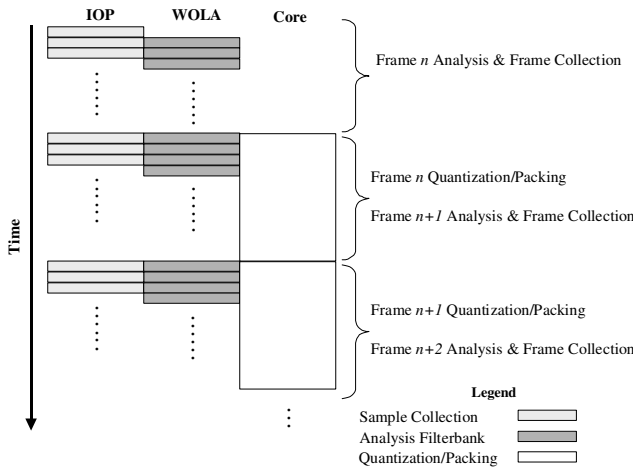 IOP WOLA Core
Frame n Analysis & Frame Collection
Frame n Quantization/Packing
Frame n+1 Analysis & Frame Collection
Time
Frame n+1 Quantization/Packing
Frame n+2 Analysis & Frame Collection
Legend
Sample Collection
Analysis Filterbank
Quantization/Packing